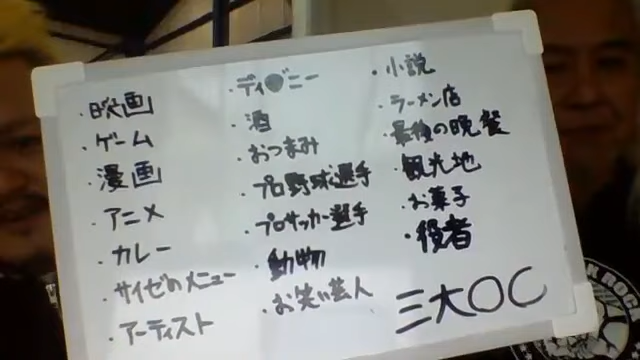 ・映画
・ゲーム
・漫画
・アニメ
・カレー
・サイゼのメニュー
・アーティスト
・ディ●ニー
・酒
・おつまみ
・プロ野球選手
・プロサッカー選手
・動物
・お笑い芸人
・小説
・ラーメン店
・最後の晩餐
・観光地
・お菓子
・役者
三大〇〇